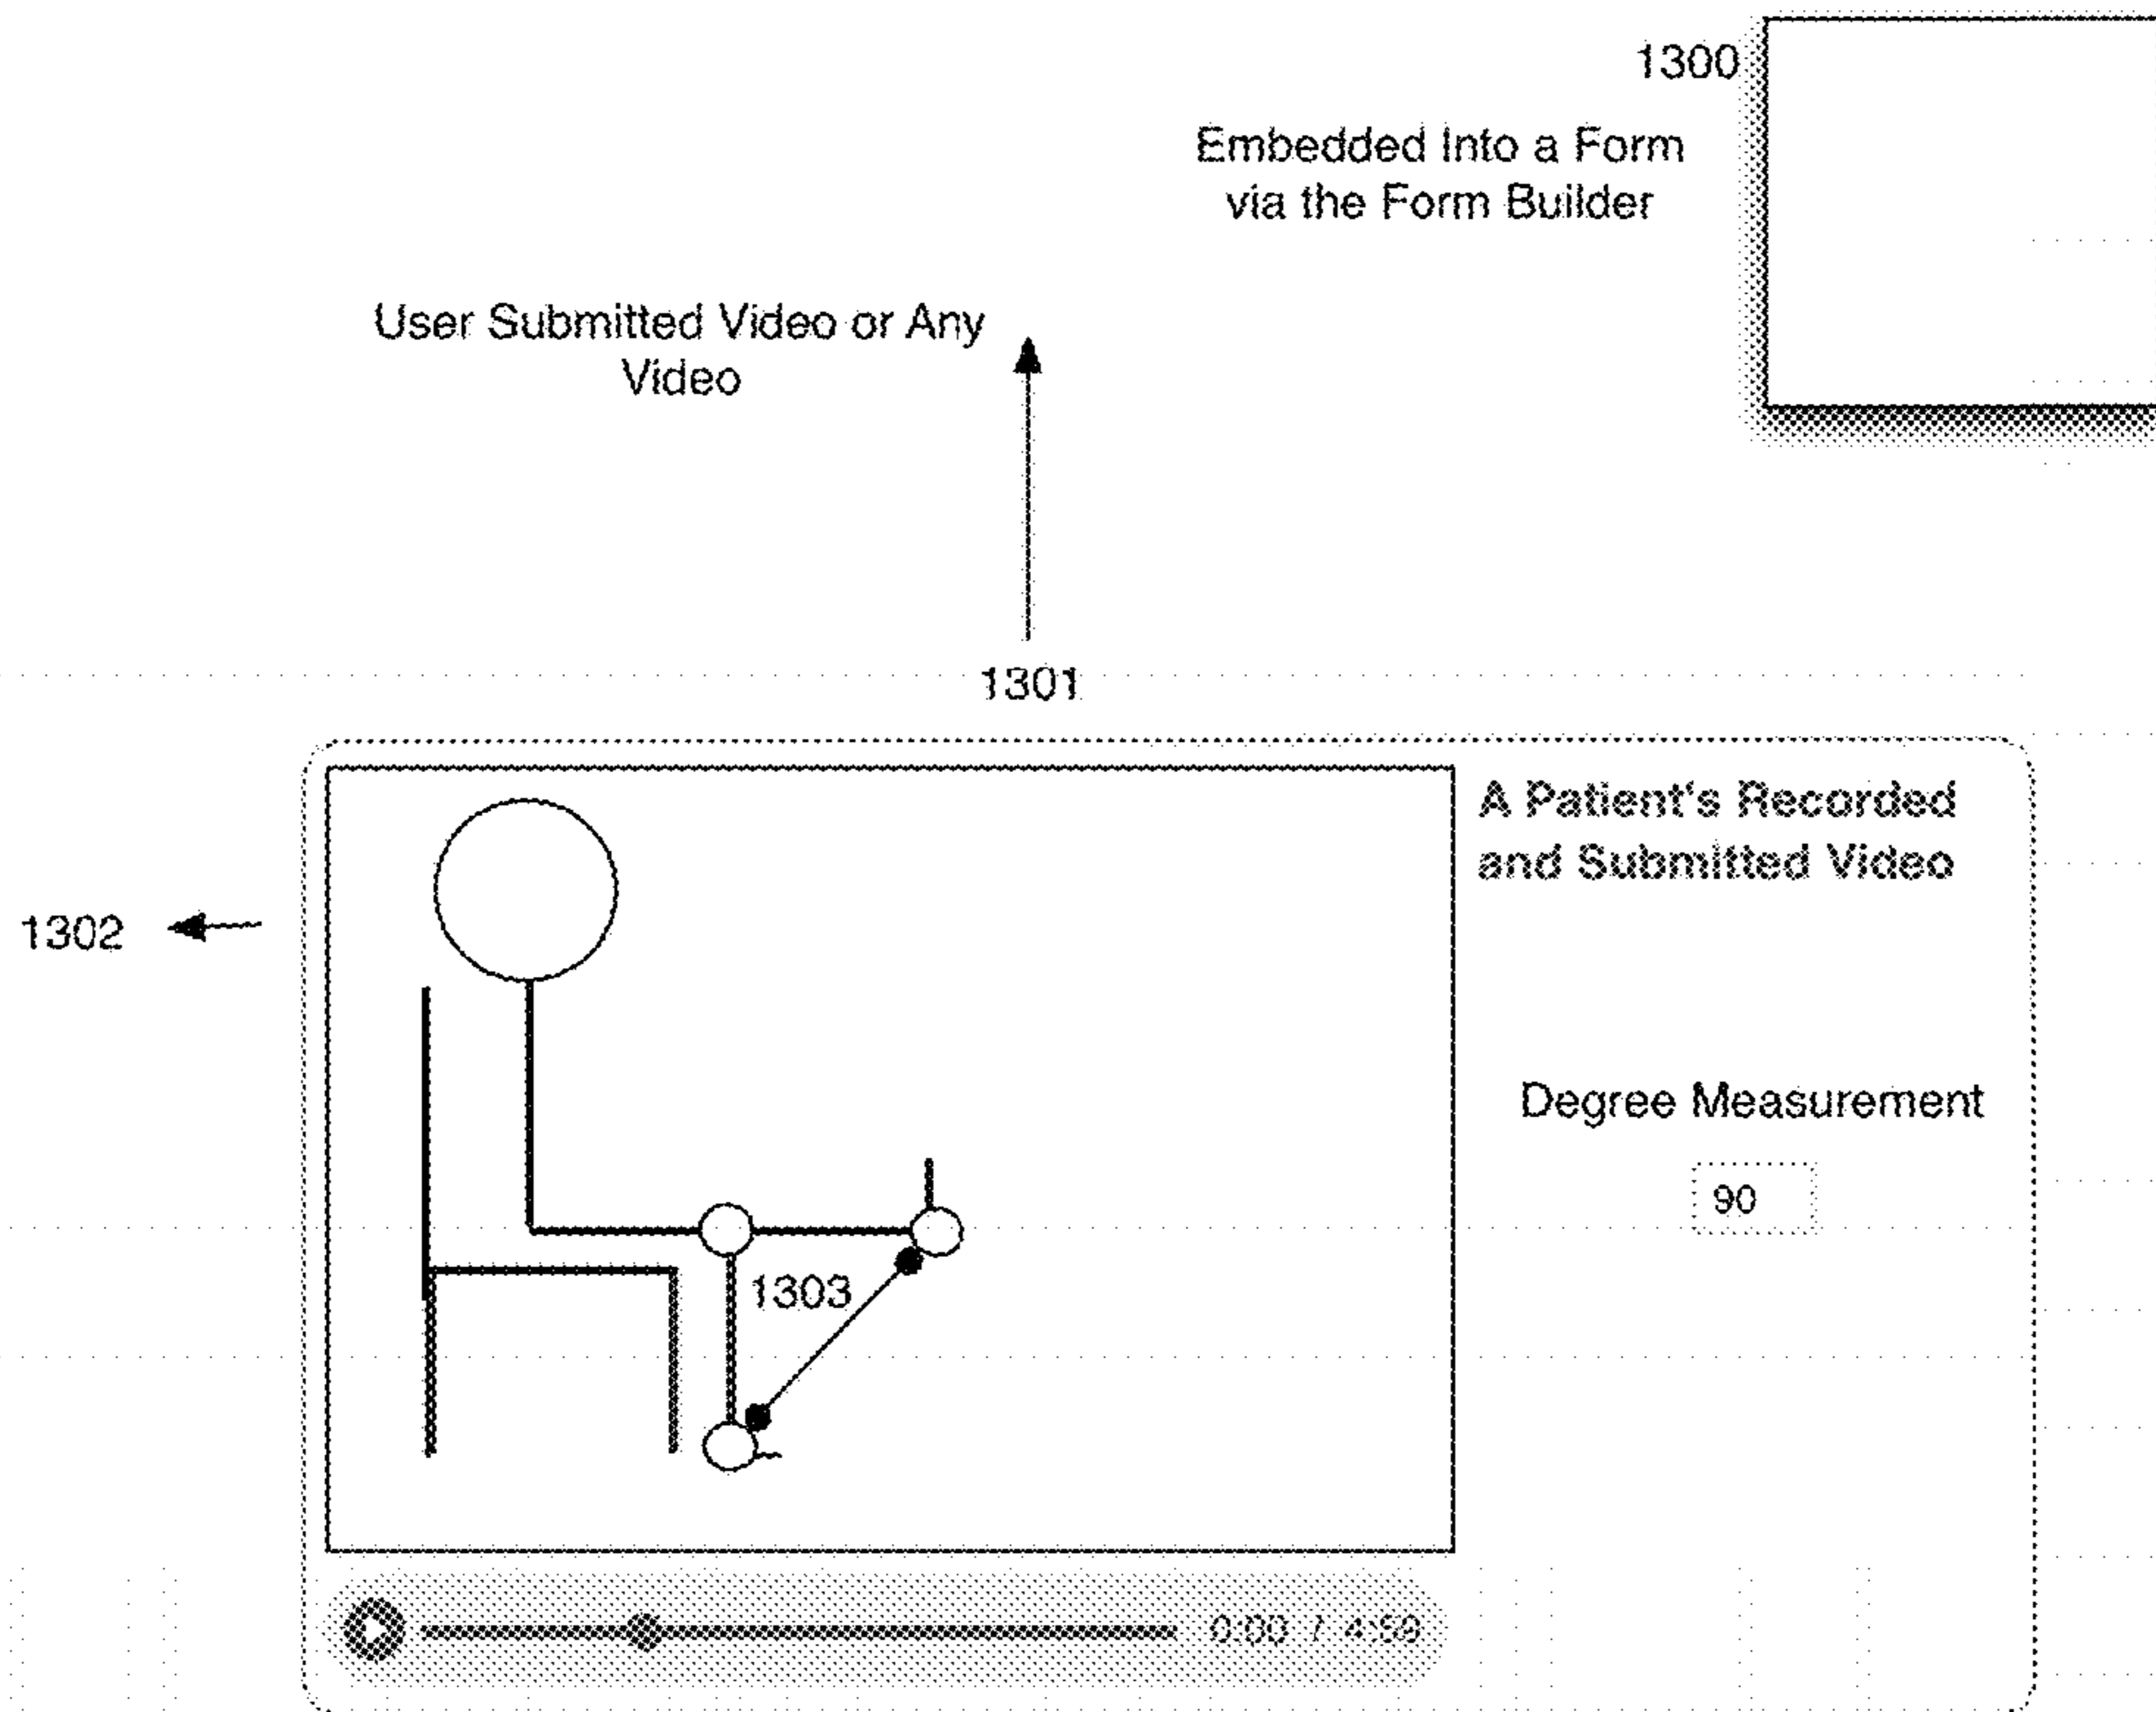 1300
Embedded Into a Form
via the Form Builder
User Submitted Video or Any
Video
1301
A Patient's Recorded
and Submitted Video
1302
Degree Measurement
90
1303
0:00 / 4:59